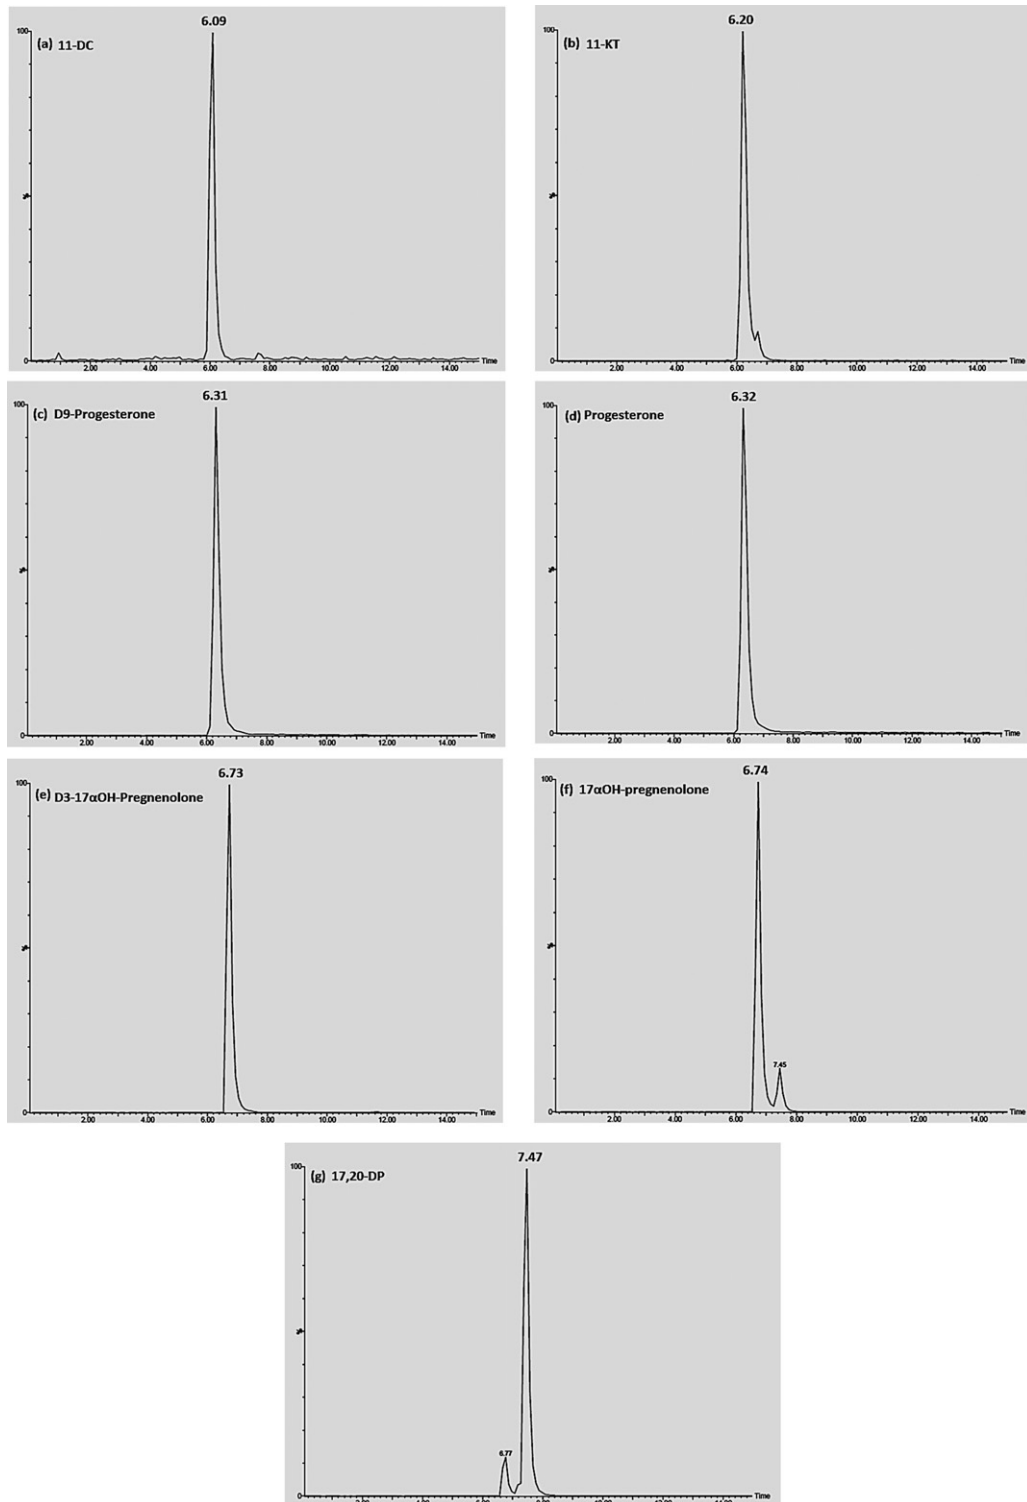 6.09
100
(a) 11-DC
%
0
2.00 4.00 6.00 8.00 10.00 12.00 14.00 Time
6.20
100
(b) 11-KT
%
0
2.00 4.00 6.00 8.00 10.00 12.00 14.00 Time
6.31
100
(c) D9-Progesterone
%
0
2.00 4.00 6.00 8.00 10.00 12.00 14.00 Time
6.32
100
(d) Progesterone
%
0
2.00 4.00 6.00 8.00 10.00 12.00 14.00 Time
6.73
100
(e) D3-17αOH-Pregnenolone
%
0
2.00 4.00 6.00 8.00 10.00 12.00 14.00 Time
6.74
100
(f) 17αOH-pregnenolone
%
7.45
0
2.00 4.00 6.00 8.00 10.00 12.00 14.00 Time
7.47
100
(g) 17,20-DP
%
6.77
0
Time